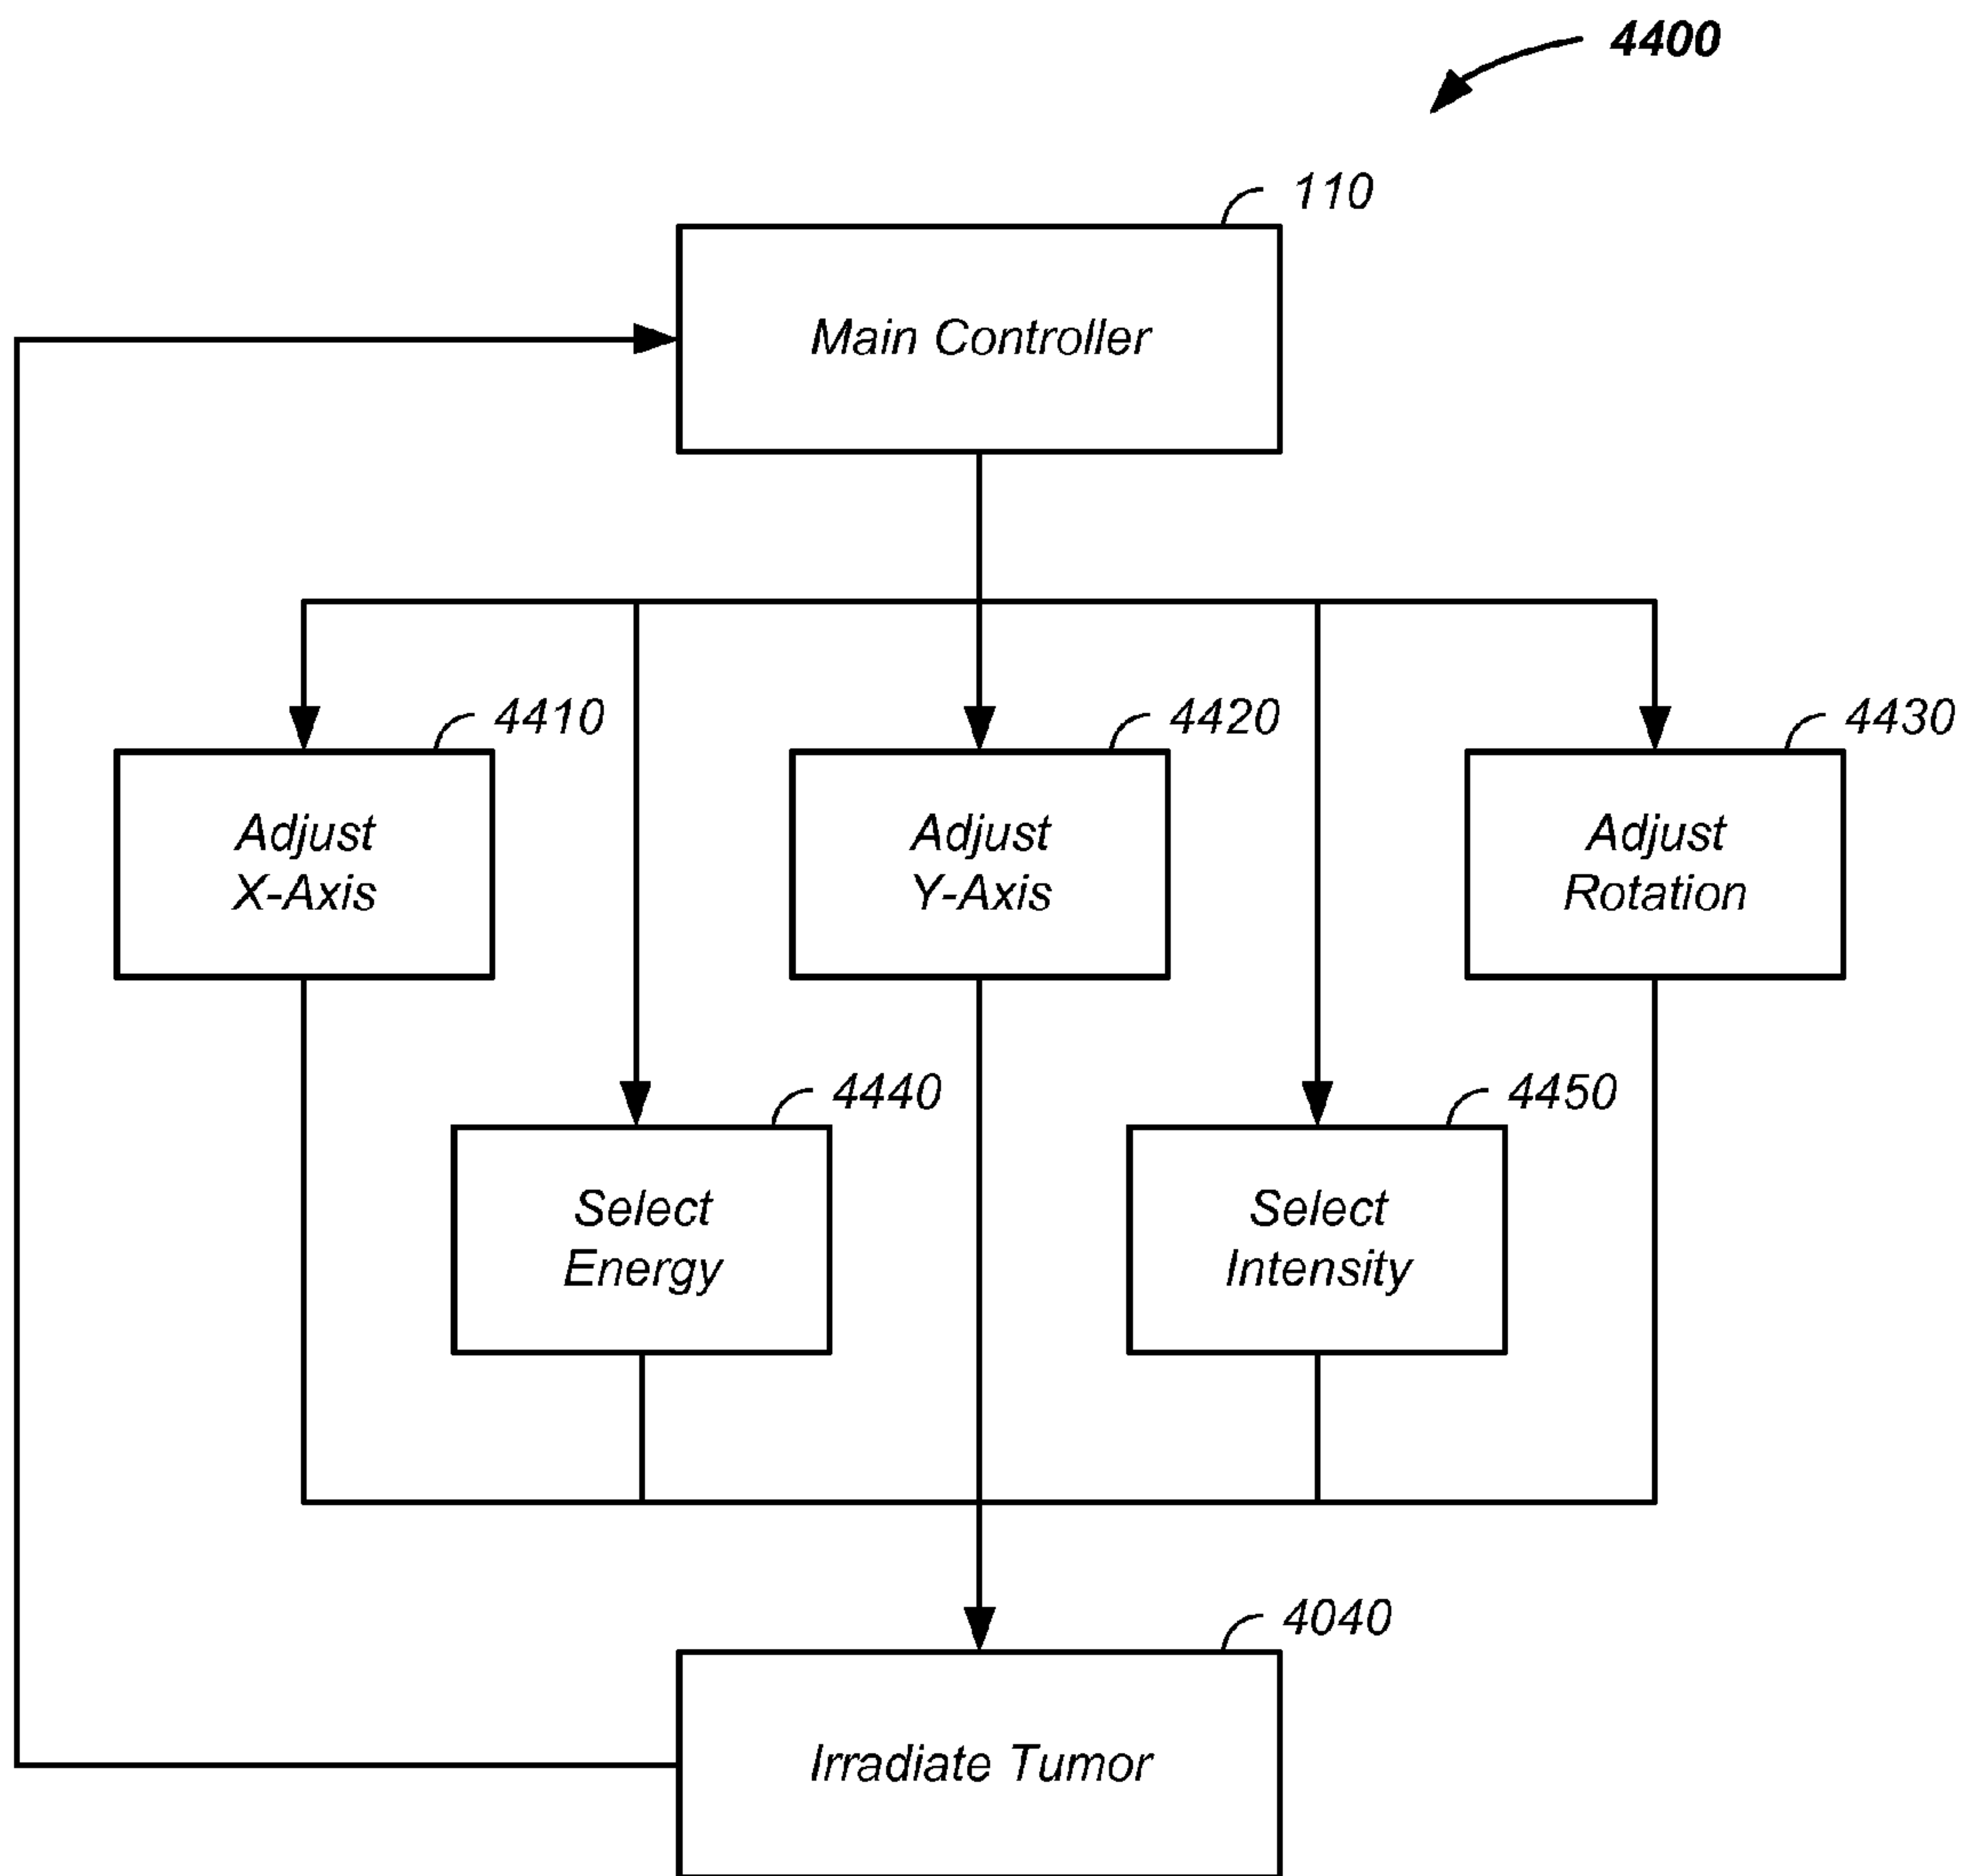 4400
110
Main Controller
4410
4420
4430
Adjust
X-Axis
Adjust
Y-Axis
Adjust
Rotation
4440
4450
Select
Energy
Select
Intensity
4040
Irradiate Tumor